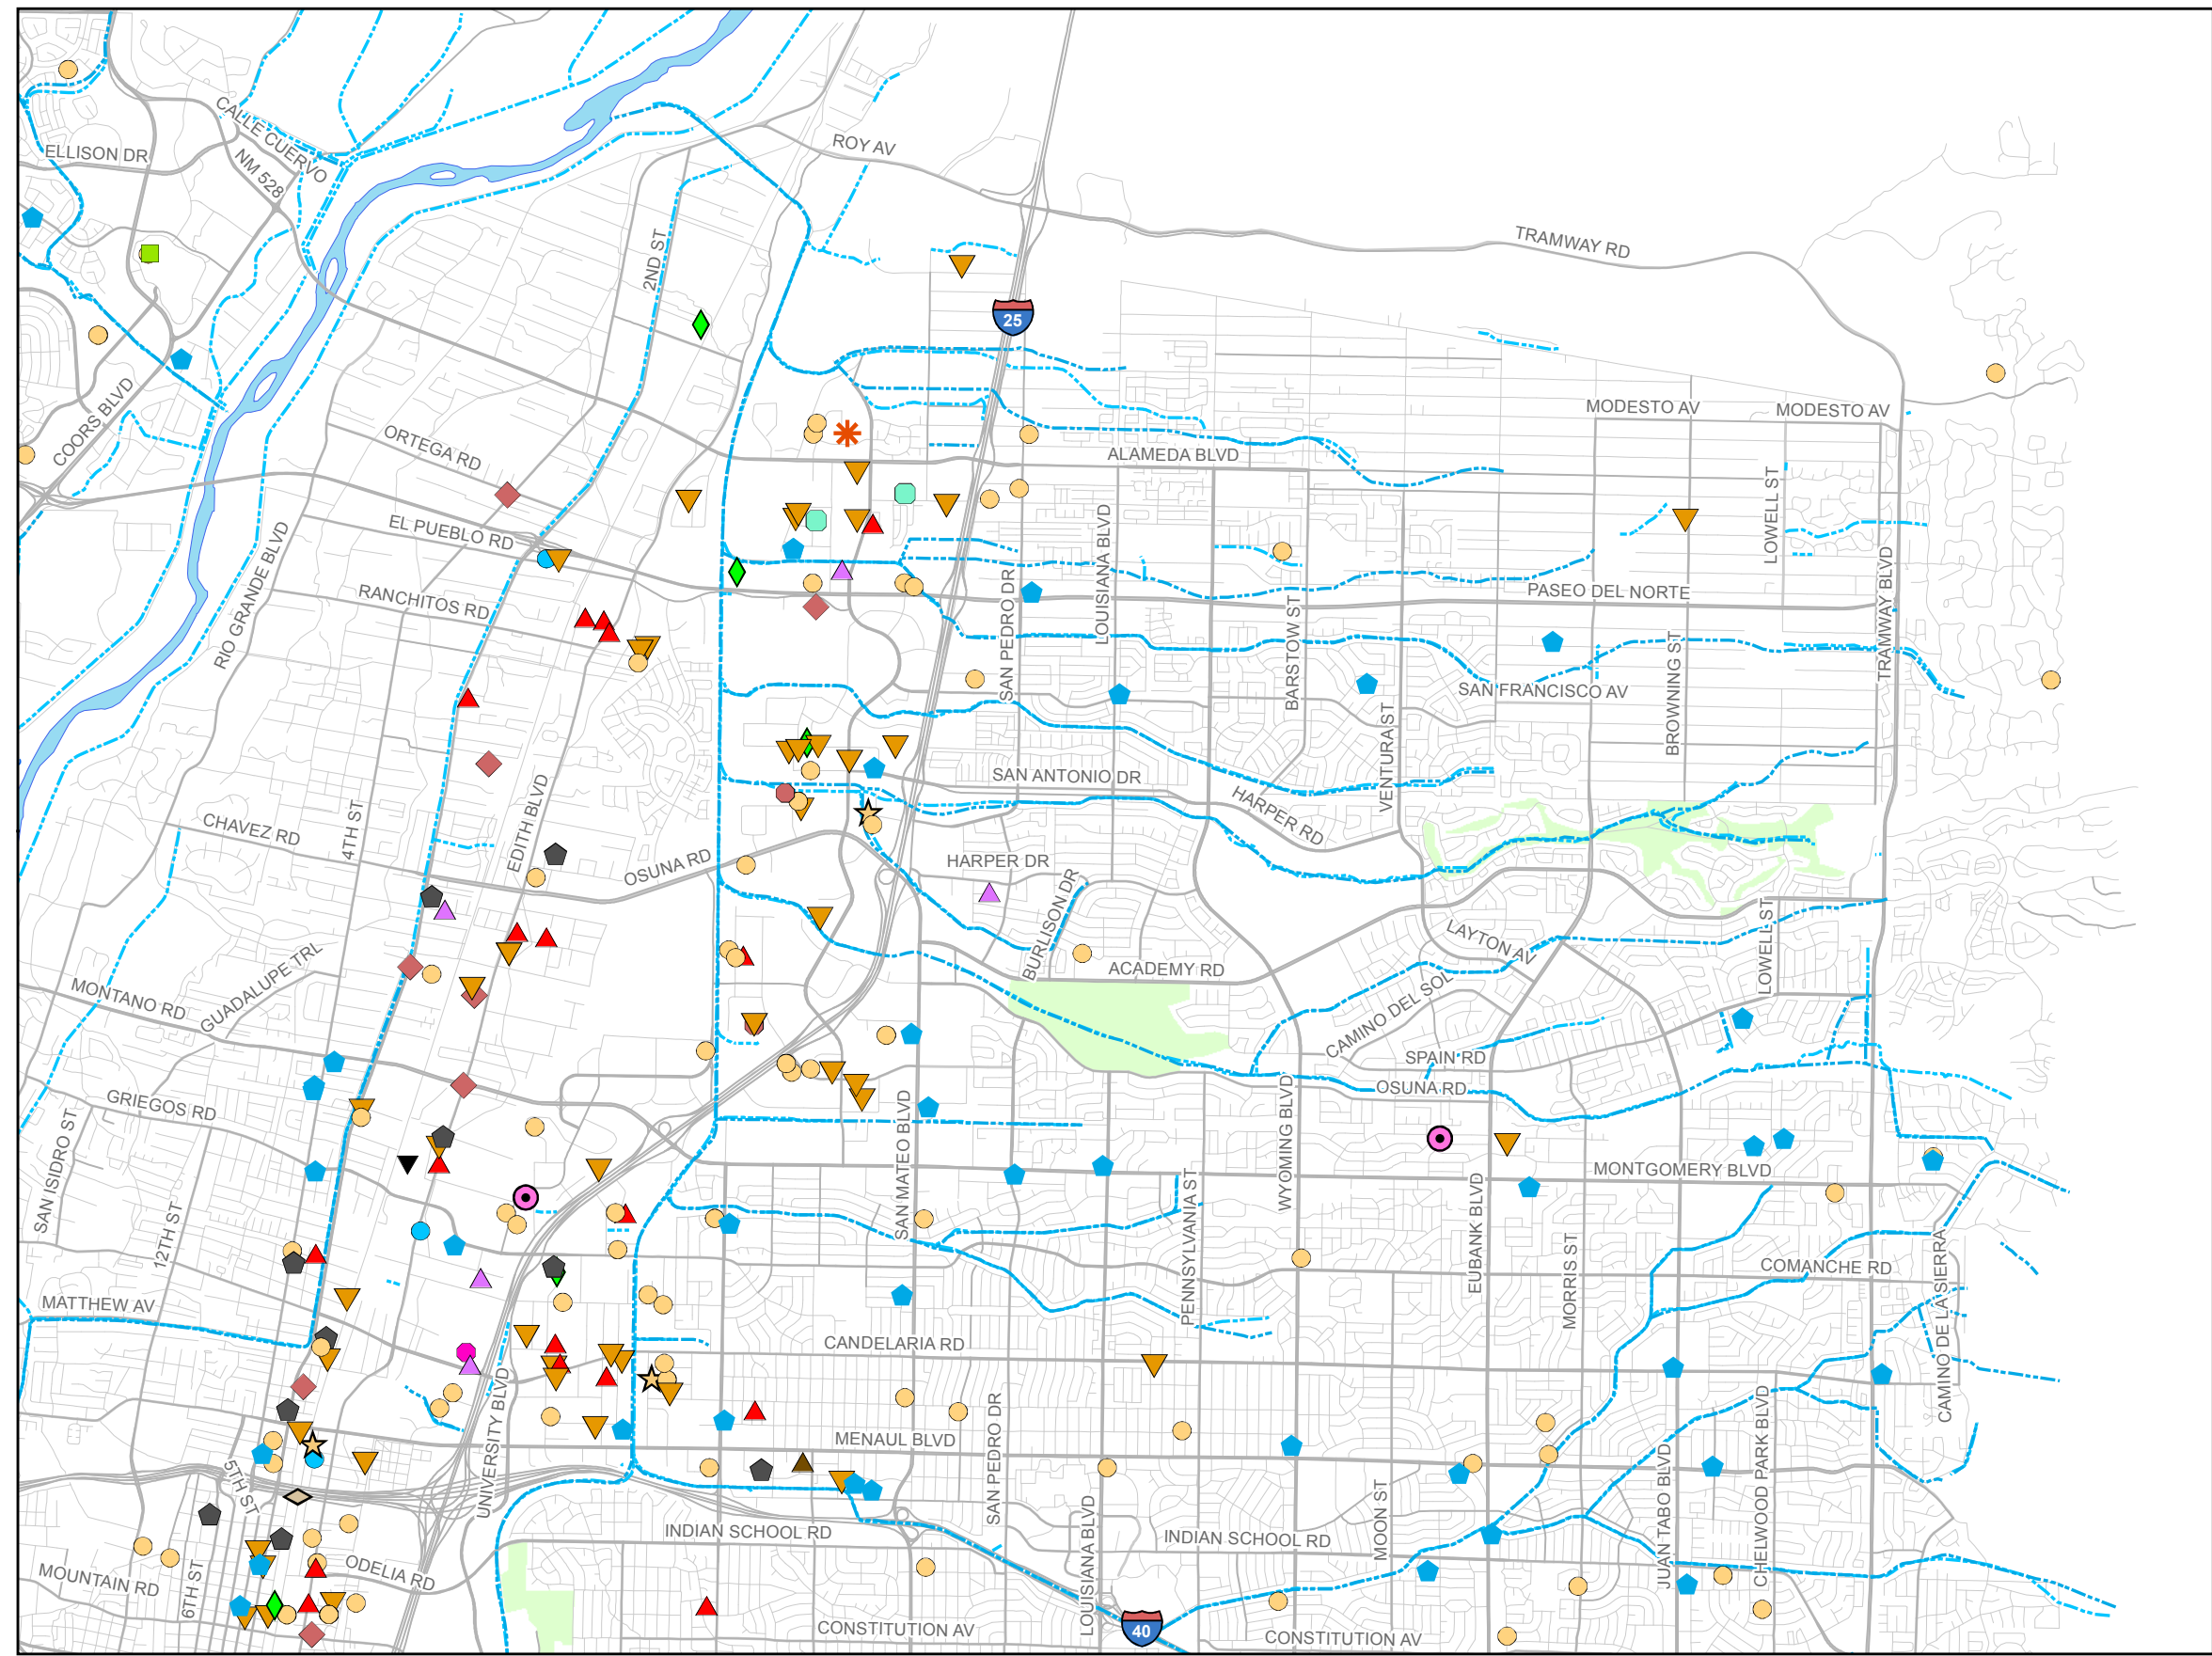 CALLE CUERVO
ELLISON DR
NM 528
ROY AV
TRAMWAY RD
2ND ST
25
COORS BLVD
MODESTO AV
MODESTO AV
ORTEGA RD
ALAMEDA BLVD
LOWELL ST
EL PUEBLO RD
LOUISIANA BLVD
RIO GRANDE BLVD
RANCHITOS RD
SAN PEDRO DR
BARSTOW ST
PASEO DEL NORTE
TRAMWAY BLVD
BROWNING ST
SAN FRANCISCO AV
VENTURA ST
SAN ANTONIO DR
HARPER RD
CHAVEZ RD
4TH ST
EDITH BLVD
OSUNA RD
HARPER DR
BURLISON DR
LAYTON AV
LOWELL ST
ACADEMY RD
GUADALUPE TRL
MONTANO RD
CAMINO DEL SOL
SPAIN RD
OSUNA RD
GRIEGOS RD
SAN ISIDRO ST
SAN MATEO BLVD
WYOMING BLVD
MONTGOMERY BLVD
12TH ST
PENNSYLVANIA ST
EUBANK BLVD
MORRIS ST
COMANCHE RD
CAMINO DE LA SIERRA
MATTHEW AV
CANDELARIA RD
UNIVERSITY BLVD
SAN PEDRO DR
MENAUL BLVD
5TH ST
MOON ST
JUAN TABO BLVD
CHELWOOD PARK BLVD
LOUISIANA BLVD
INDIAN SCHOOL RD
INDIAN SCHOOL RD
MOUNTAIN RD
6TH ST
ODELIA RD
CONSTITUTION AV
40
CONSTITUTION AV